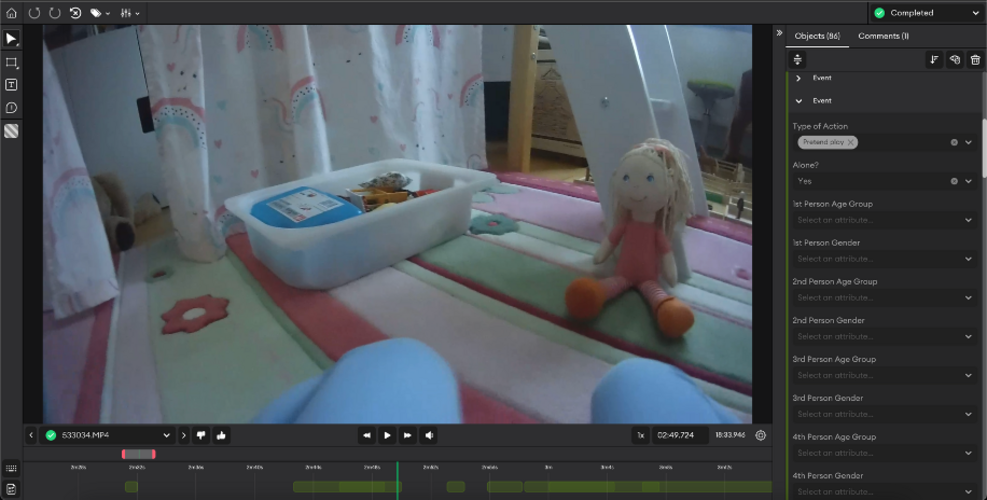 Completed
Objects (86)
Comments (1)
Event
Event
Type of Action
Pretend play
Alone?
Yes
1st Person Age Group
Select an attribute...
1st Person Gender
Select an attribute...
2nd Person Age Group
Select an attribute...
2nd Person Gender
Select an attribute...
3rd Person Age Group
Select an attribute...
3rd Person Gender
Select an attribute...
4th Person Age Group
Select an attribute...
4th Person Gender
Select an attribute...
533034.MP4
1x
02:49.724
18:33.946